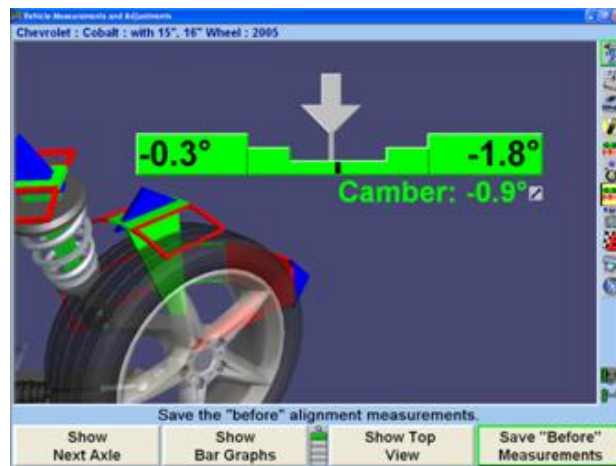 Vehicle Measurements and Adjustments
Chevrolet : Cobalt : with 15", 16" Wheel : 2005
-0.3°
-1.8°
Camber: -0.9°
Save the "before" alignment measurements.
Show
Next Axle
Show
Bar Graphs
Show Top
View
Save "Before"
Measurements